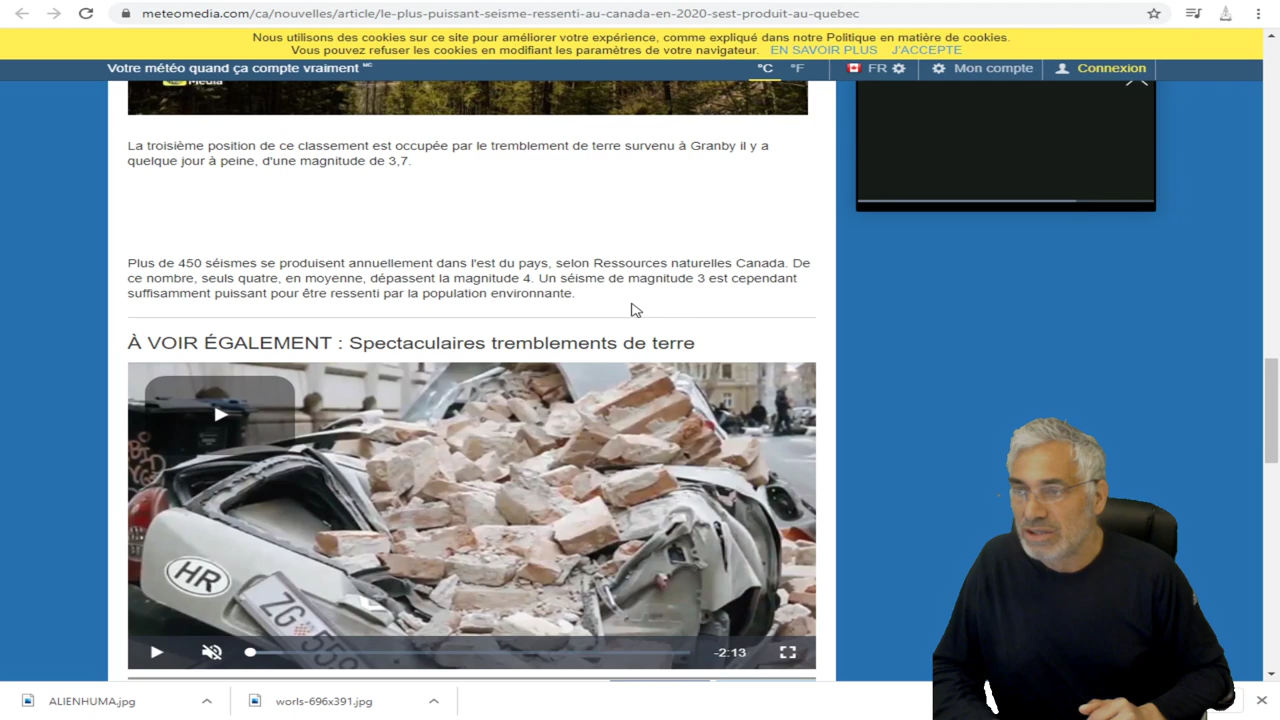 meteomedia.com/ca/nouvelles/article/le-plus-puissant-seisme-ressenti-au-canada-en-2020-sest-produit-au-quebec
Nous utilisons des cookies sur ce site pour améliorer votre expérience, comme expliqué dans notre Politique en matière de cookies.
Vous pouvez refuser les cookies en modifiant les paramètres de votre navigateur. EN SAVOIR PLUS J'ACCEPTE
Votre météo quand ça compte vraiment MC °C °F FR Mon compte Connexion
Média
La troisième position de ce classement est occupée par le tremblement de terre survenu à Granby il y a
quelque jour à peine, d'une magnitude de 3,7.
Plus de 450 séismes se produisent annuellement dans l'est du pays, selon Ressources naturelles Canada. De
ce nombre, seuls quatre, en moyenne, dépassent la magnitude 4. Un séisme de magnitude 3 est cependant
suffisamment puissant pour être ressenti par la population environnante.
À VOIR ÉGALEMENT : Spectaculaires tremblements de terre
HR
ZG 559
-2:13
ALIENHUMA.jpg
worls-696x391.jpg